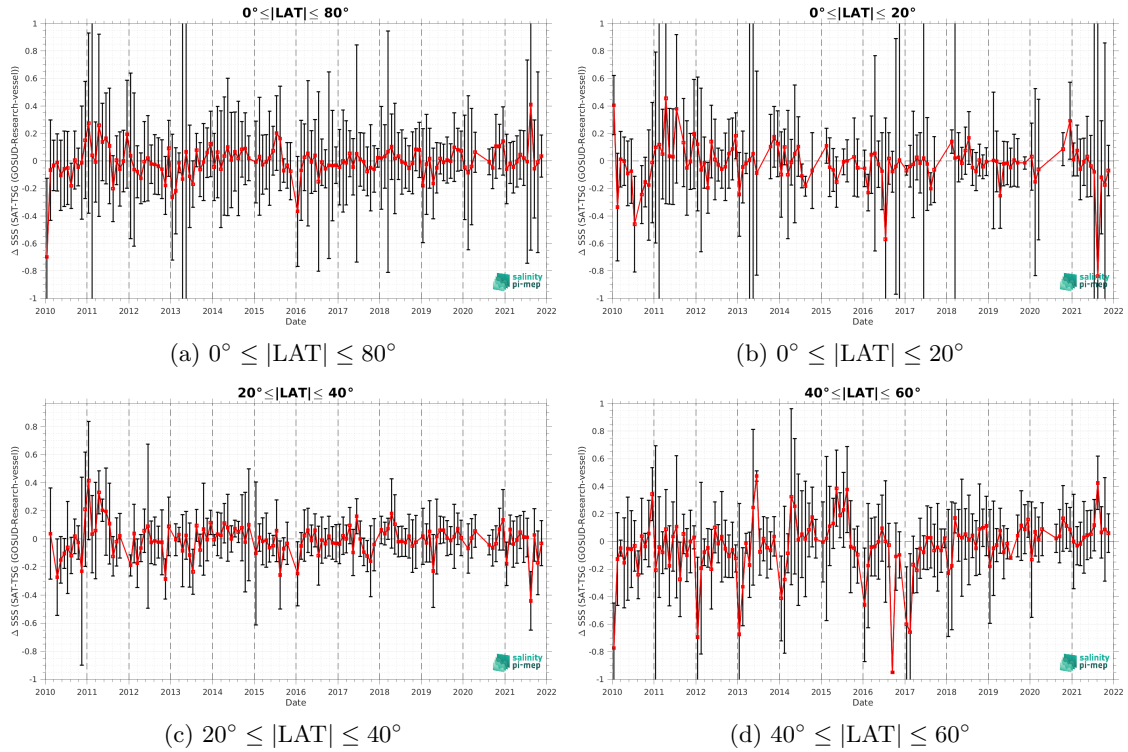 0°≤|LAT|≤ 80°
Δ SSS (SAT-TSG (GOSUD-Research-vessel))
1
0.8
0.6
0.4
0.2
0
-0.2
-0.4
-0.6
-0.8
-1
2010 2011 2012 2013 2014 2015 2016 2017 2018 2019 2020 2021 2022
Date
salinity
pi-mep
(a) 0° ≤ |LAT| ≤ 80°
0°≤|LAT|≤ 20°
Δ SSS (SAT-TSG (GOSUD-Research-vessel))
1
0.8
0.6
0.4
0.2
0
-0.2
-0.4
-0.6
-0.8
-1
2010 2011 2012 2013 2014 2015 2016 2017 2018 2019 2020 2021 2022
Date
salinity
pi-mep
(b) 0° ≤ |LAT| ≤ 20°
20°≤|LAT|≤ 40°
Δ SSS (SAT-TSG (GOSUD-Research-vessel))
0.8
0.6
0.4
0.2
0
-0.2
-0.4
-0.6
-0.8
-1
2010 2011 2012 2013 2014 2015 2016 2017 2018 2019 2020 2021 2022
Date
salinity
pi-mep
(c) 20° ≤ |LAT| ≤ 40°
40°≤|LAT|≤ 60°
Δ SSS (SAT-TSG (GOSUD-Research-vessel))
1
0.8
0.6
0.4
0.2
0
-0.2
-0.4
-0.6
-0.8
-1
2010 2011 2012 2013 2014 2015 2016 2017 2018 2019 2020 2021 2022
Date
salinity
pi-mep
(d) 40° ≤ |LAT| ≤ 60°